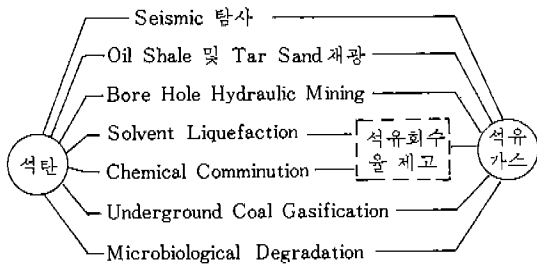 Seismic 탐사
Oil Shale 및 Tar Sand 채광
Bore Hole Hydraulic Mining
Solvent Liquefaction
Chemical Comminution
Underground Coal Gasification
Microbiological Degradation
석탄
석유회수
율 제고
석유
가스